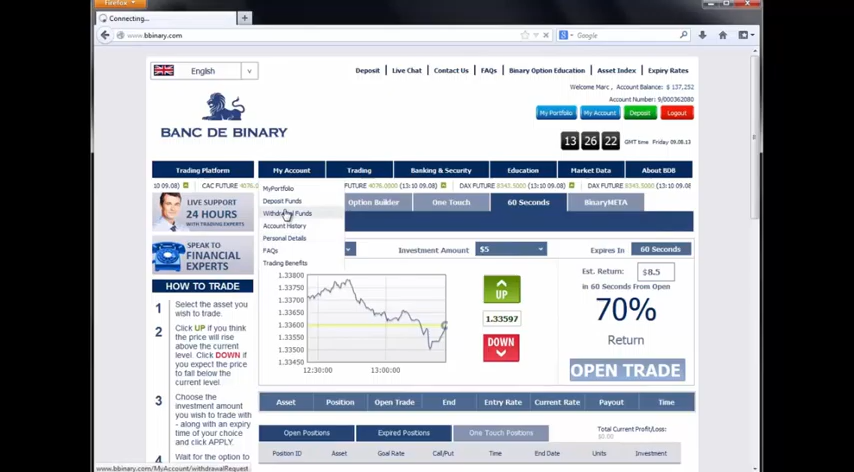 Firefox
Connecting...
www.bbinary.com
Google
English
Deposit Live Chat Contact Us FAQs Binary Option Education Asset Index Expiry Rates
Welcome Marc , Account Balance: $ 137,252
Account Number: 9/000362080
BANC DE BINARY
My Portfolio My Account Deposit Logout
13 26 22 GMT time Friday 09.08.13
Trading Platform My Account Trading Banking & Security Education Market Data About BDB
10 09.08) CAC FUTURE 4076.0 FUTURE 4076.0000 (13:10 09.08) DAX FUTURE 8343.5000 (13:10 09.08) DAX FUTURE 8343.5000 (13:10 09.08)
MyPortfolio
Deposit Funds
Withdrawal Funds
Account History
Personal Details
FAQs
Trading Benefits
LIVE SUPPORT
24 HOURS
WITH TRADING EXPERTS
Option Builder One Touch 60 Seconds BinaryMETA
SPEAK TO
FINANCIAL
EXPERTS
Investment Amount $5 Expires In 60 Seconds
HOW TO TRADE
1 Select the asset you
wish to trade.
2 Click UP if you think
the price will rise
above the current
level. Click DOWN if
you expect the price
to fall below the
current level.
3 Choose the
investment amount
you wish to trade with
- along with an expiry
time of your choice
and click APPLY.
4 Wait for the option to
1.33800
1.33750
1.33700
1.33650
1.33600
1.33550
1.33500
1.33450
12:30:00 13:00:00
UP
1.33597
DOWN
Est. Return: $8.5
in 60 Seconds From Open
70%
Return
OPEN TRADE
Asset Position Open Trade End Entry Rate Current Rate Payout Time
Open Positions Expired Positions One Touch Positions
Total Current Profit/Loss:
$0.00
Position ID Asset Goal Rate Call/Put Time End Date Units Investment
www.bbinary.com/MyAccount/withdrawalRequest